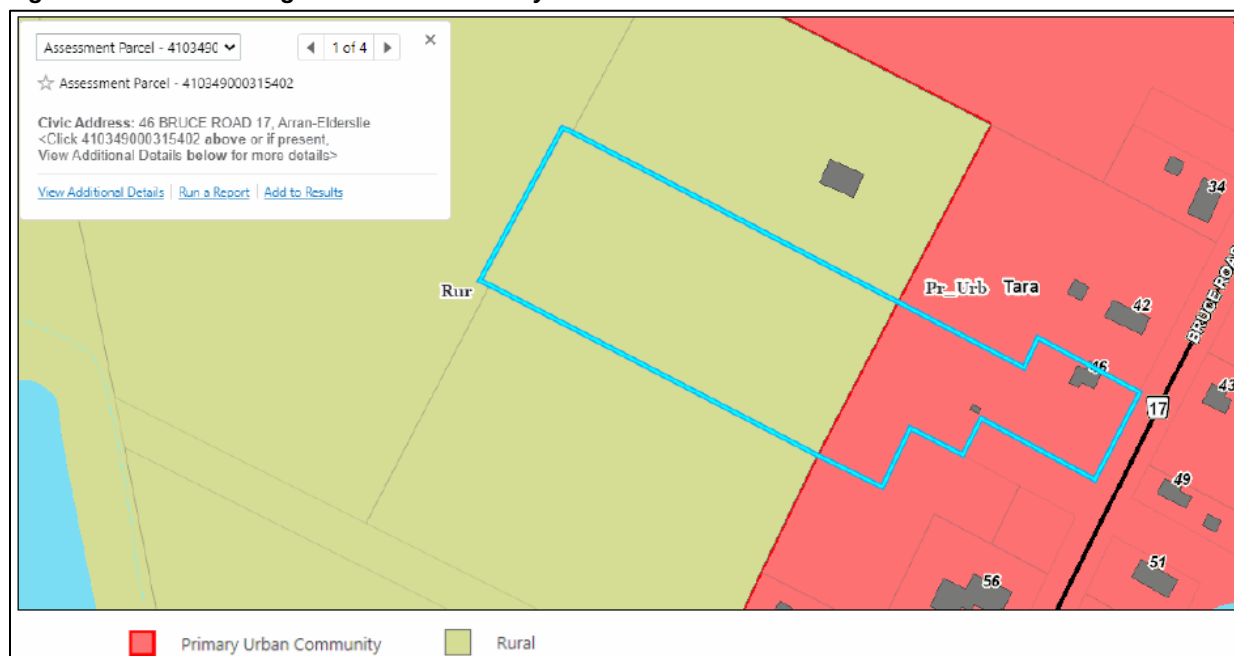 Assessment Parcel - 410349(
1 of 4
Assessment Parcel - 410349000315402
Civic Address: 46 BRUCE ROAD 17, Arran-Elderslie
<Click 410349000315402 above or if present,
View Additional Details below for more details>
View Additional Details | Run a Report | Add to Results
34
BRUCE ROAD
Rur
Pr_Urb Tara
42
46
43
17
49
51
56
Primary Urban Community
Rural